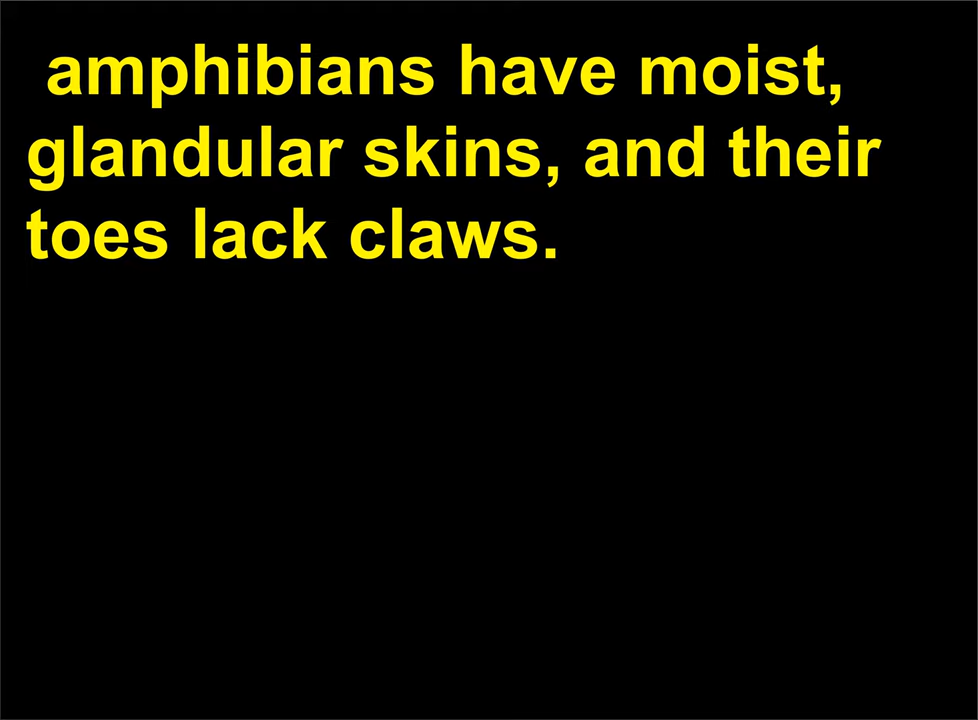 amphibians have moist,
glandular skins, and their
toes lack claws.